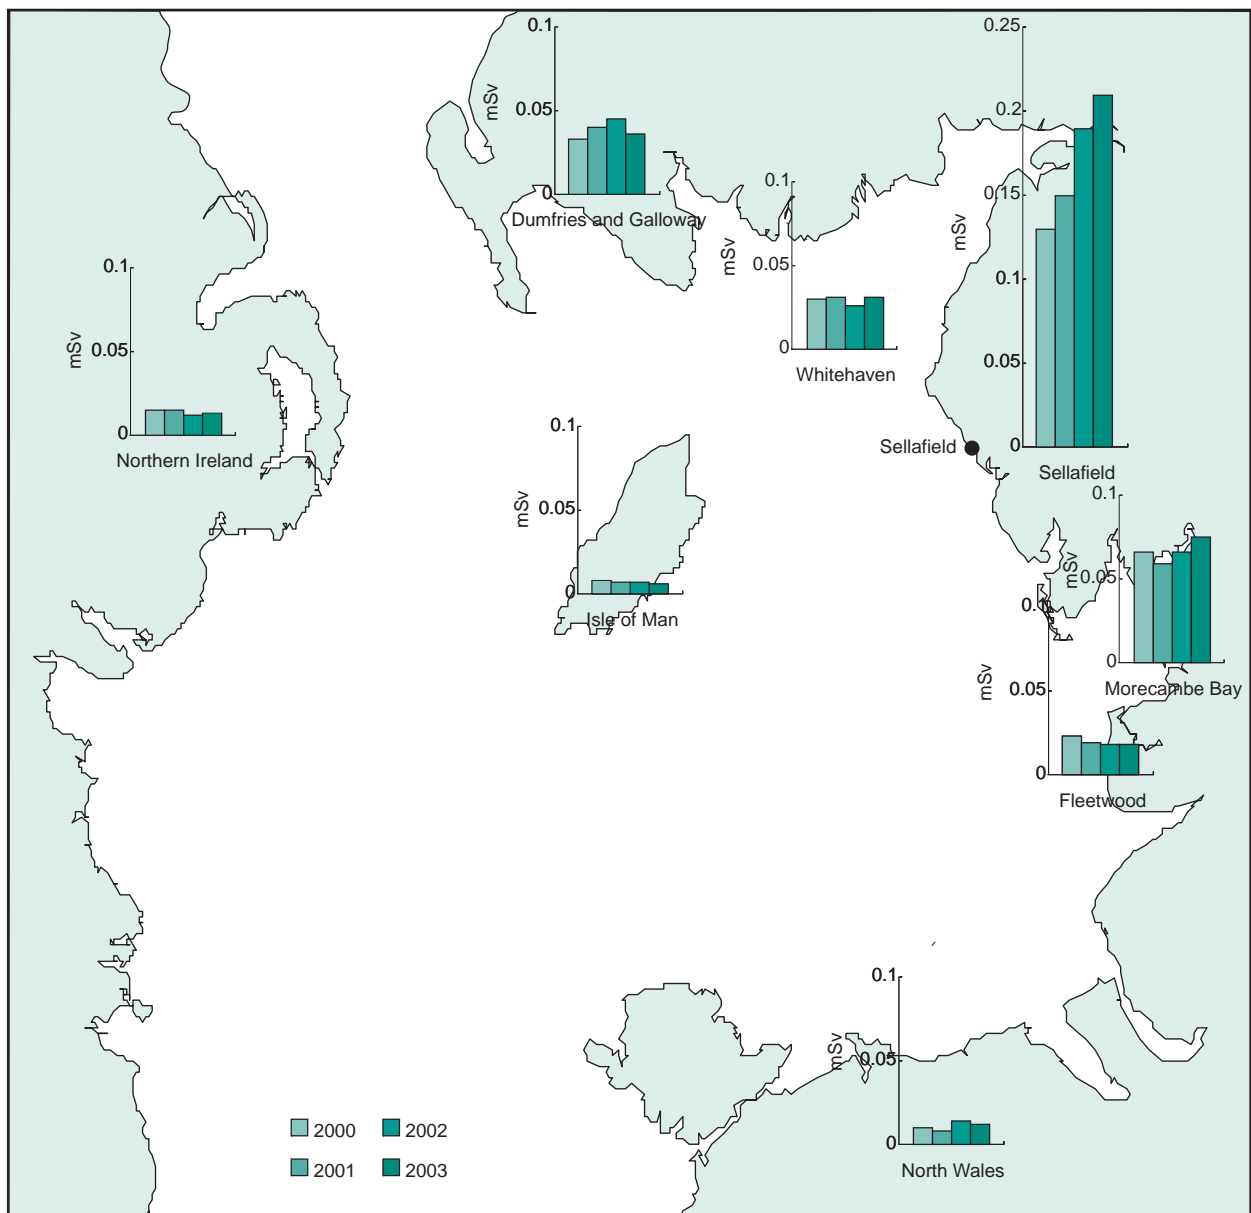 0.1
0.05
0
mSv
Dumfries and Galloway
0.1
0.05
0
mSv
Whitehaven
0.25
0.2
0.15
0.1
0.05
0
mSv
Sellafield
Sellafield
0.1
0.05
0
mSv
Northern Ireland
0.1
0.05
0
mSv
Isle of Man
0.1
0.05
0
mSv
Morecambe Bay
0.1
0.05
0
mSv
Fleetwood
0.1
0.05
0
mSv
North Wales
2000 2002
2001 2003